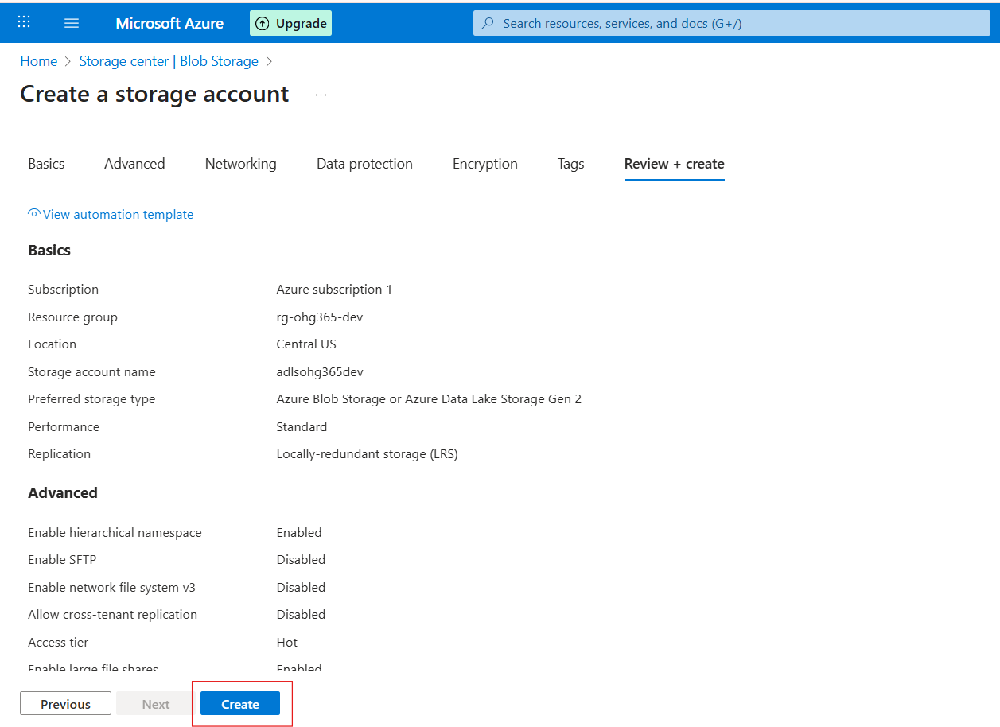 Microsoft Azure Upgrade Search resources, services, and docs (G+/)
Home > Storage center | Blob Storage >
Create a storage account ...
Basics Advanced Networking Data protection Encryption Tags Review + create
View automation template
Basics
Subscription Azure subscription 1
Resource group rg-ohg365-dev
Location Central US
Storage account name adlsohg365dev
Preferred storage type Azure Blob Storage or Azure Data Lake Storage Gen 2
Performance Standard
Replication Locally-redundant storage (LRS)
Advanced
Enable hierarchical namespace Enabled
Enable SFTP Disabled
Enable network file system v3 Disabled
Allow cross-tenant replication Disabled
Access tier Hot
Enable large file shares Enabled
Previous Next Create